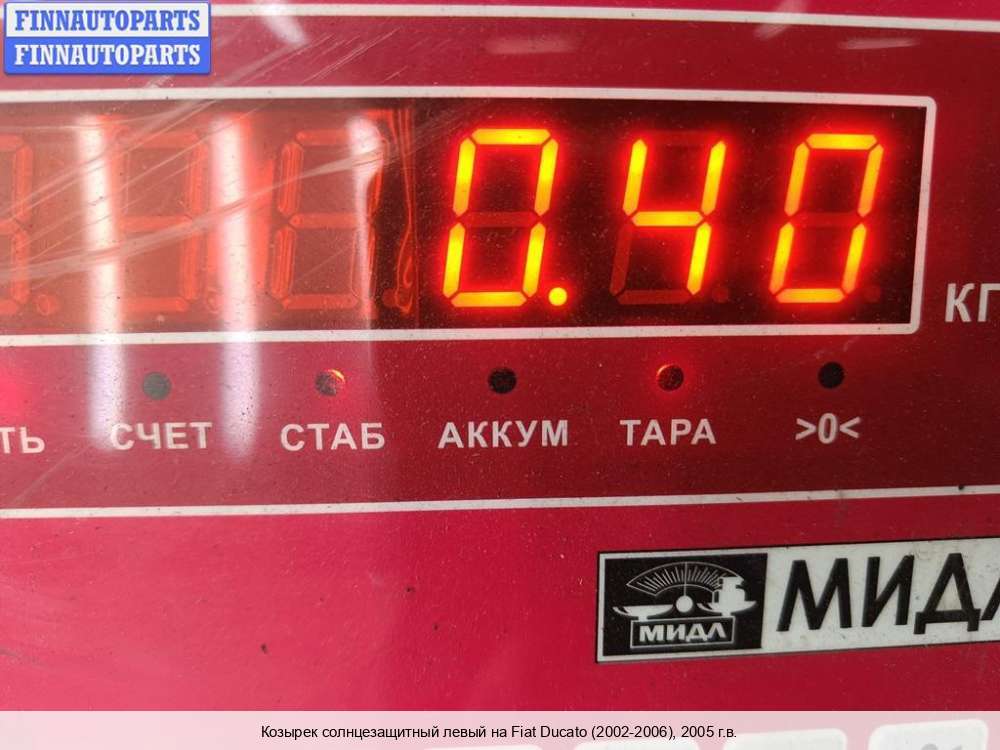 FINNAUTOPARTS
FINNAUTOPARTS
0.40
КГ
ТЬ СЧЕТ СТАБ АККУМ ТАРА >0<
МИДЛ МИДЛ
Козырек солнцезащитный левый на Fiat Ducato (2002-2006), 2005 г.в.